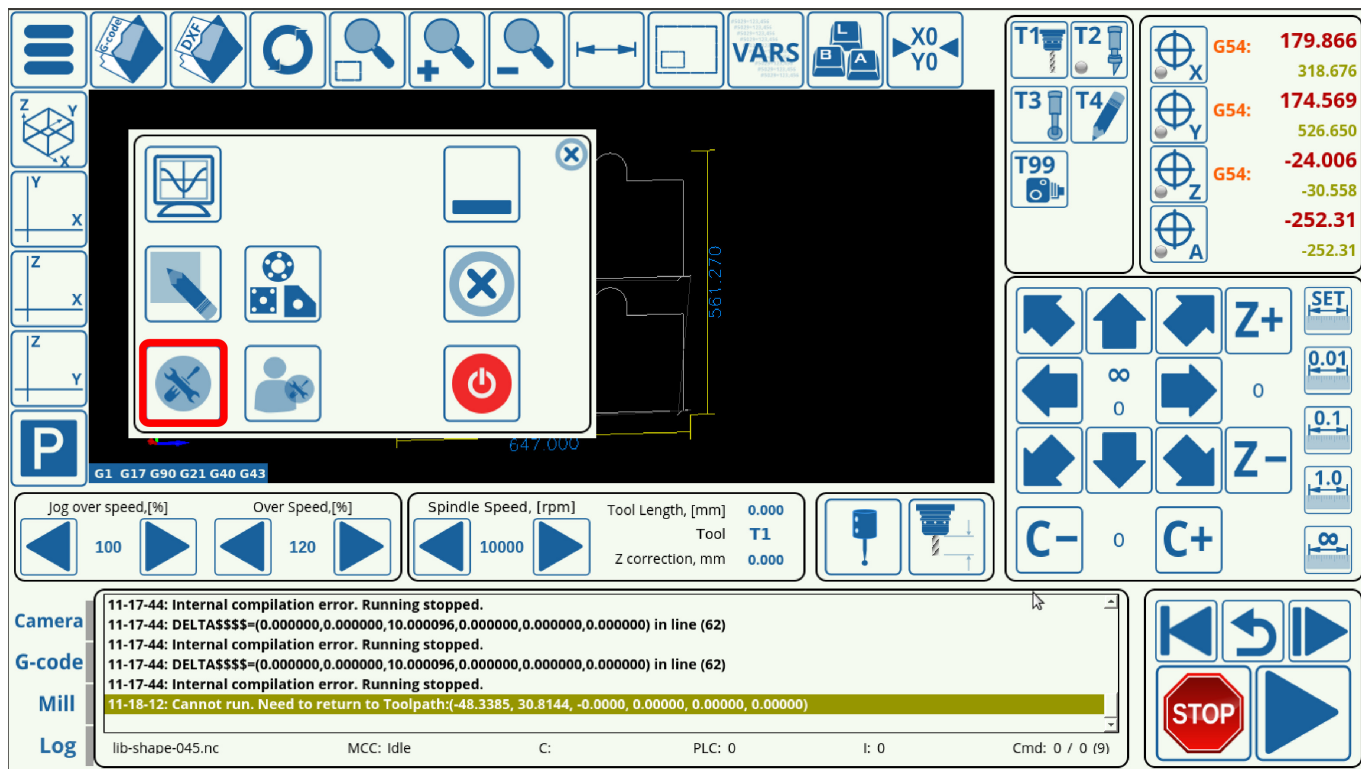 G-code
DXF
VARS
L
B A
X0
Y0
T1 T2
T3 T4
T99
X G54: 179.866
318.676
Y G54: 174.569
526.650
Z G54: -24.006
-30.558
A -252.31
-252.31
Z Y
X
Y
X
Z
X
Z
Y
P
561.270
647.000
G1 G17 G90 G21 G40 G43
Z+
Z−
∞
0
0
C− 0 C+
SET
0.01
0.1
1.0
∞
Jog over speed,[%]
100
Over Speed,[%]
120
Spindle Speed, [rpm]
10000
Tool Length, [mm] 0.000
Tool T1
Z correction, mm 0.000
Camera
G-code
Mill
Log
11-17-44: Internal compilation error. Running stopped.
11-17-44: DELTA$$$$=(0.000000,0.000000,10.000096,0.000000,0.000000,0.000000) in line (62)
11-17-44: Internal compilation error. Running stopped.
11-17-44: DELTA$$$$=(0.000000,0.000000,10.000096,0.000000,0.000000,0.000000) in line (62)
11-17-44: Internal compilation error. Running stopped.
11-18-12: Cannot run. Need to return to Toolpath:(-48.3385, 30.8144, -0.0000, 0.00000, 0.00000, 0.00000)
lib-shape-045.nc MCC: Idle C: PLC: 0 I: 0 Cmd: 0 / 0 (9)
STOP